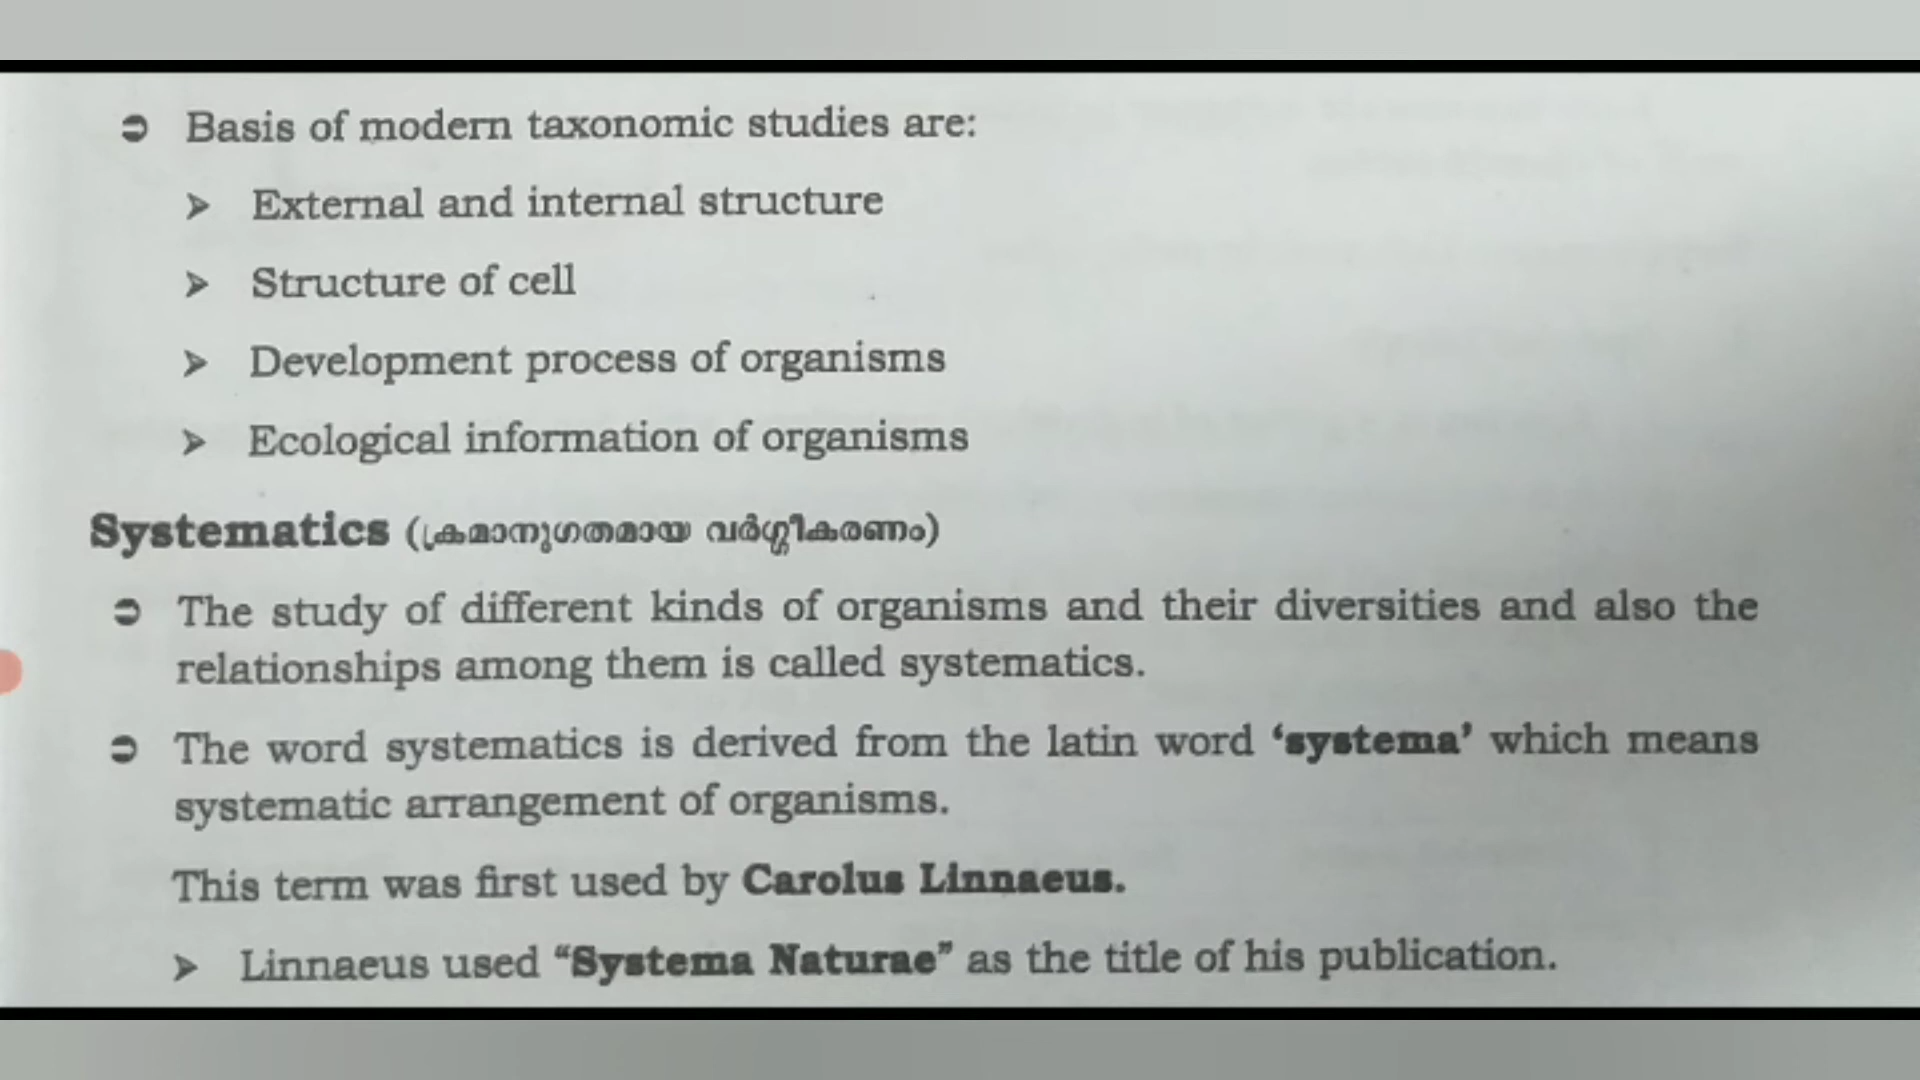 ➲ Basis of modern taxonomic studies are:
➢ External and internal structure
➢ Structure of cell
➢ Development process of organisms
➢ Ecological information of organisms
Systematics (ക്രമാനുഗതമായ വർഗ്ഗീകരണം)
➲ The study of different kinds of organisms and their diversities and also the
relationships among them is called systematics.
➲ The word systematics is derived from the latin word ‘systema’ which means
systematic arrangement of organisms.
This term was first used by Carolus Linnaeus.
➢ Linnaeus used “Systema Naturae” as the title of his publication.